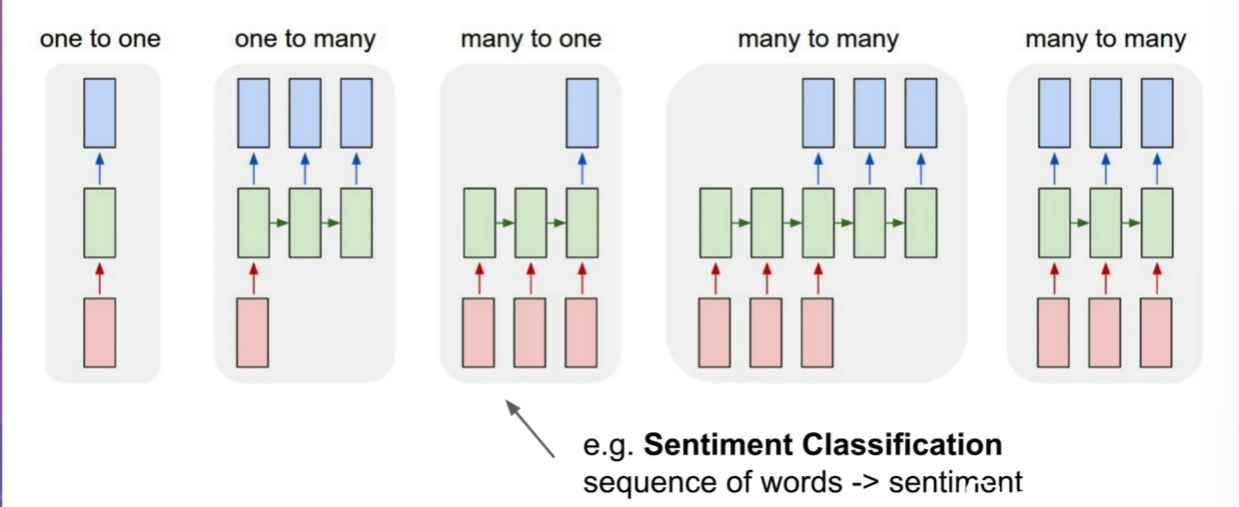 one to one one to many many to one many to many many to many
e.g. Sentiment Classification
sequence of words -> sentiment